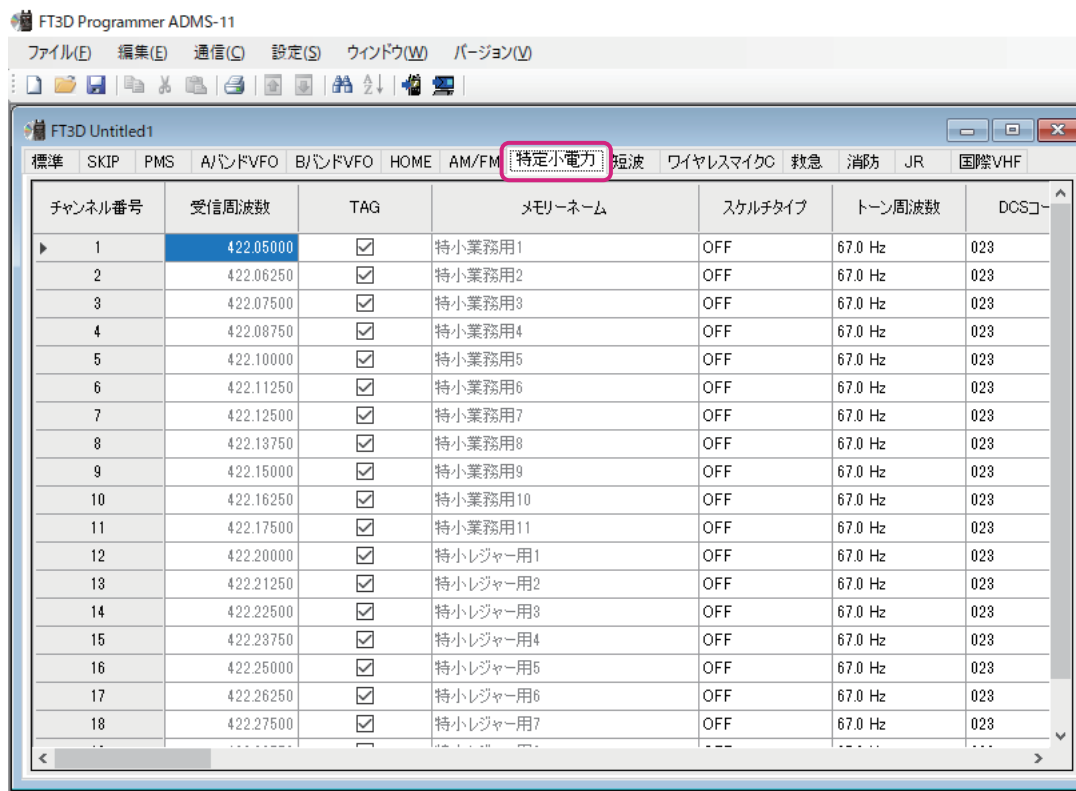 FT3D Programmer ADMS-11
ファイル(F) 編集(E) 通信(C) 設定(S) ウィンドウ(W) バージョン(V)
FT3D Untitled1
標準 SKIP PMS AバンドVFO BバンドVFO HOME AM/FM 特定小電力 短波 ワイヤレスマイクC 救急 消防 JR 国際VHF
チャンネル番号 受信周波数 TAG メモリーネーム スケルチタイプ トーン周波数 DCSコー
1 422.05000 特小業務用1 OFF 67.0 Hz 023
2 422.06250 特小業務用2 OFF 67.0 Hz 023
3 422.07500 特小業務用3 OFF 67.0 Hz 023
4 422.08750 特小業務用4 OFF 67.0 Hz 023
5 422.10000 特小業務用5 OFF 67.0 Hz 023
6 422.11250 特小業務用6 OFF 67.0 Hz 023
7 422.12500 特小業務用7 OFF 67.0 Hz 023
8 422.13750 特小業務用8 OFF 67.0 Hz 023
9 422.15000 特小業務用9 OFF 67.0 Hz 023
10 422.16250 特小業務用10 OFF 67.0 Hz 023
11 422.17500 特小業務用11 OFF 67.0 Hz 023
12 422.20000 特小レジャー用1 OFF 67.0 Hz 023
13 422.21250 特小レジャー用2 OFF 67.0 Hz 023
14 422.22500 特小レジャー用3 OFF 67.0 Hz 023
15 422.23750 特小レジャー用4 OFF 67.0 Hz 023
16 422.25000 特小レジャー用5 OFF 67.0 Hz 023
17 422.26250 特小レジャー用6 OFF 67.0 Hz 023
18 422.27500 特小レジャー用7 OFF 67.0 Hz 023